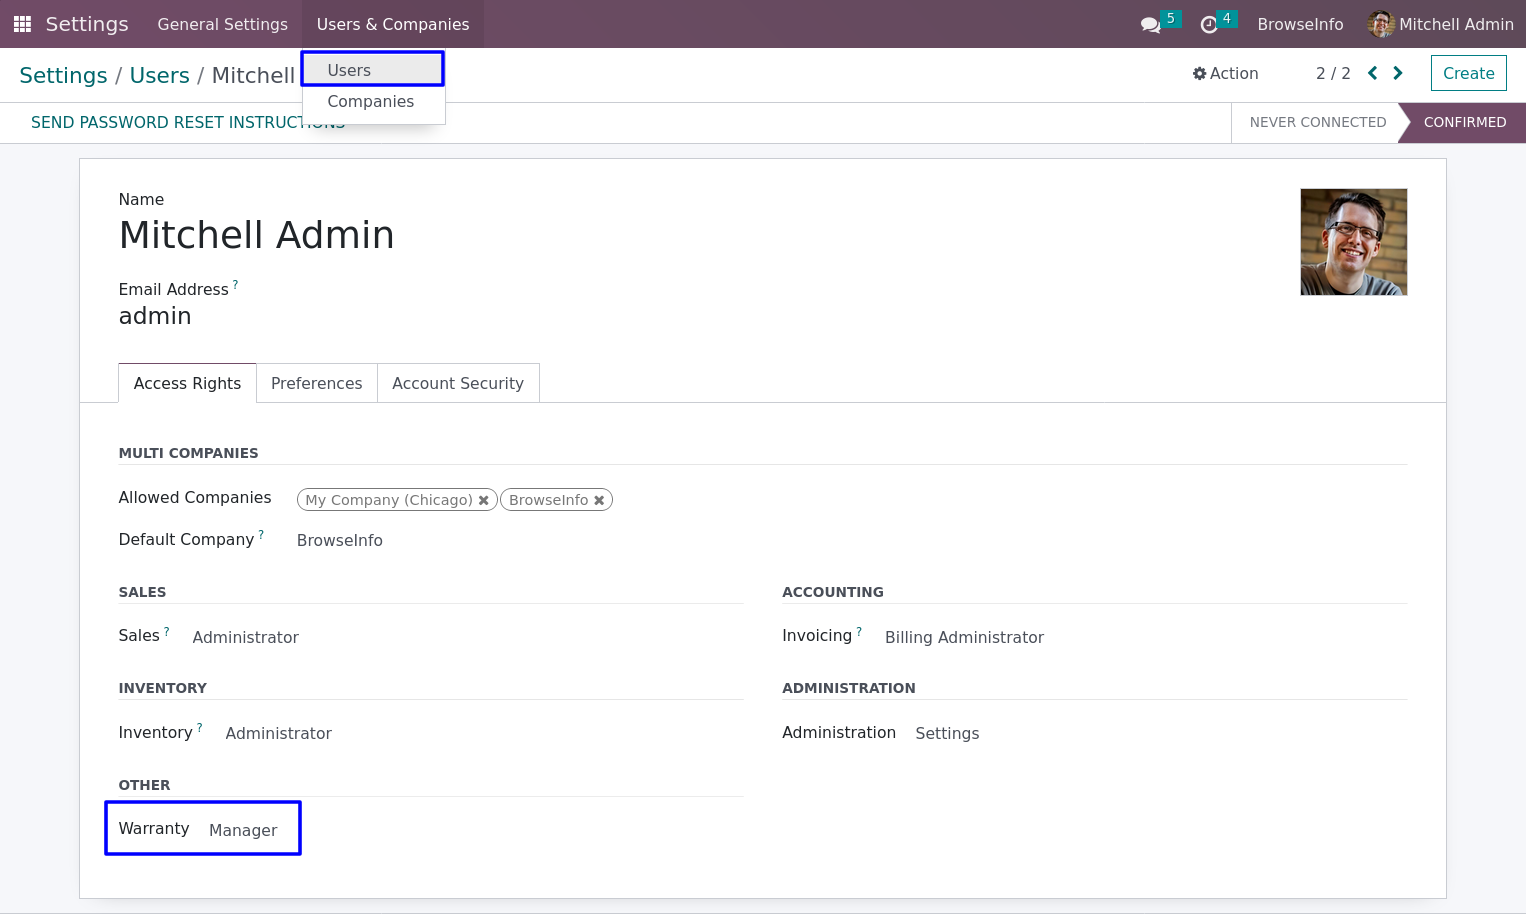 Settings General Settings Users & Companies 5 4 BrowseInfo Mitchell Admin
Settings / Users / Mitchell Action 2 / 2 Create
Users
Companies
SEND PASSWORD RESET INSTRUCTIONS NEVER CONNECTED CONFIRMED
Name
Mitchell Admin
Email Address ?
admin
Access Rights Preferences Account Security
MULTI COMPANIES
Allowed Companies My Company (Chicago) ✖ BrowseInfo ✖
Default Company ? BrowseInfo
SALES ACCOUNTING
Sales ? Administrator Invoicing ? Billing Administrator
INVENTORY ADMINISTRATION
Inventory ? Administrator Administration Settings
OTHER
Warranty Manager